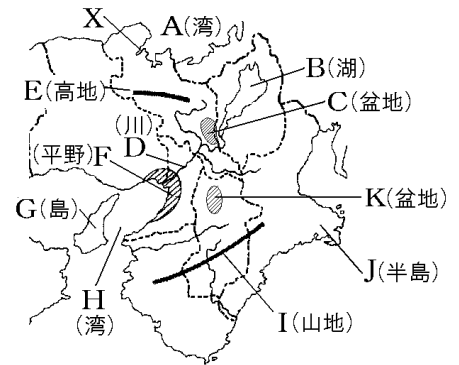 X
A(湾)
B(湖)
E(高地)
C(盆地)
(川)
D
(平野)F
G(島)
K(盆地)
J(半島)
H
(湾)
I(山地)